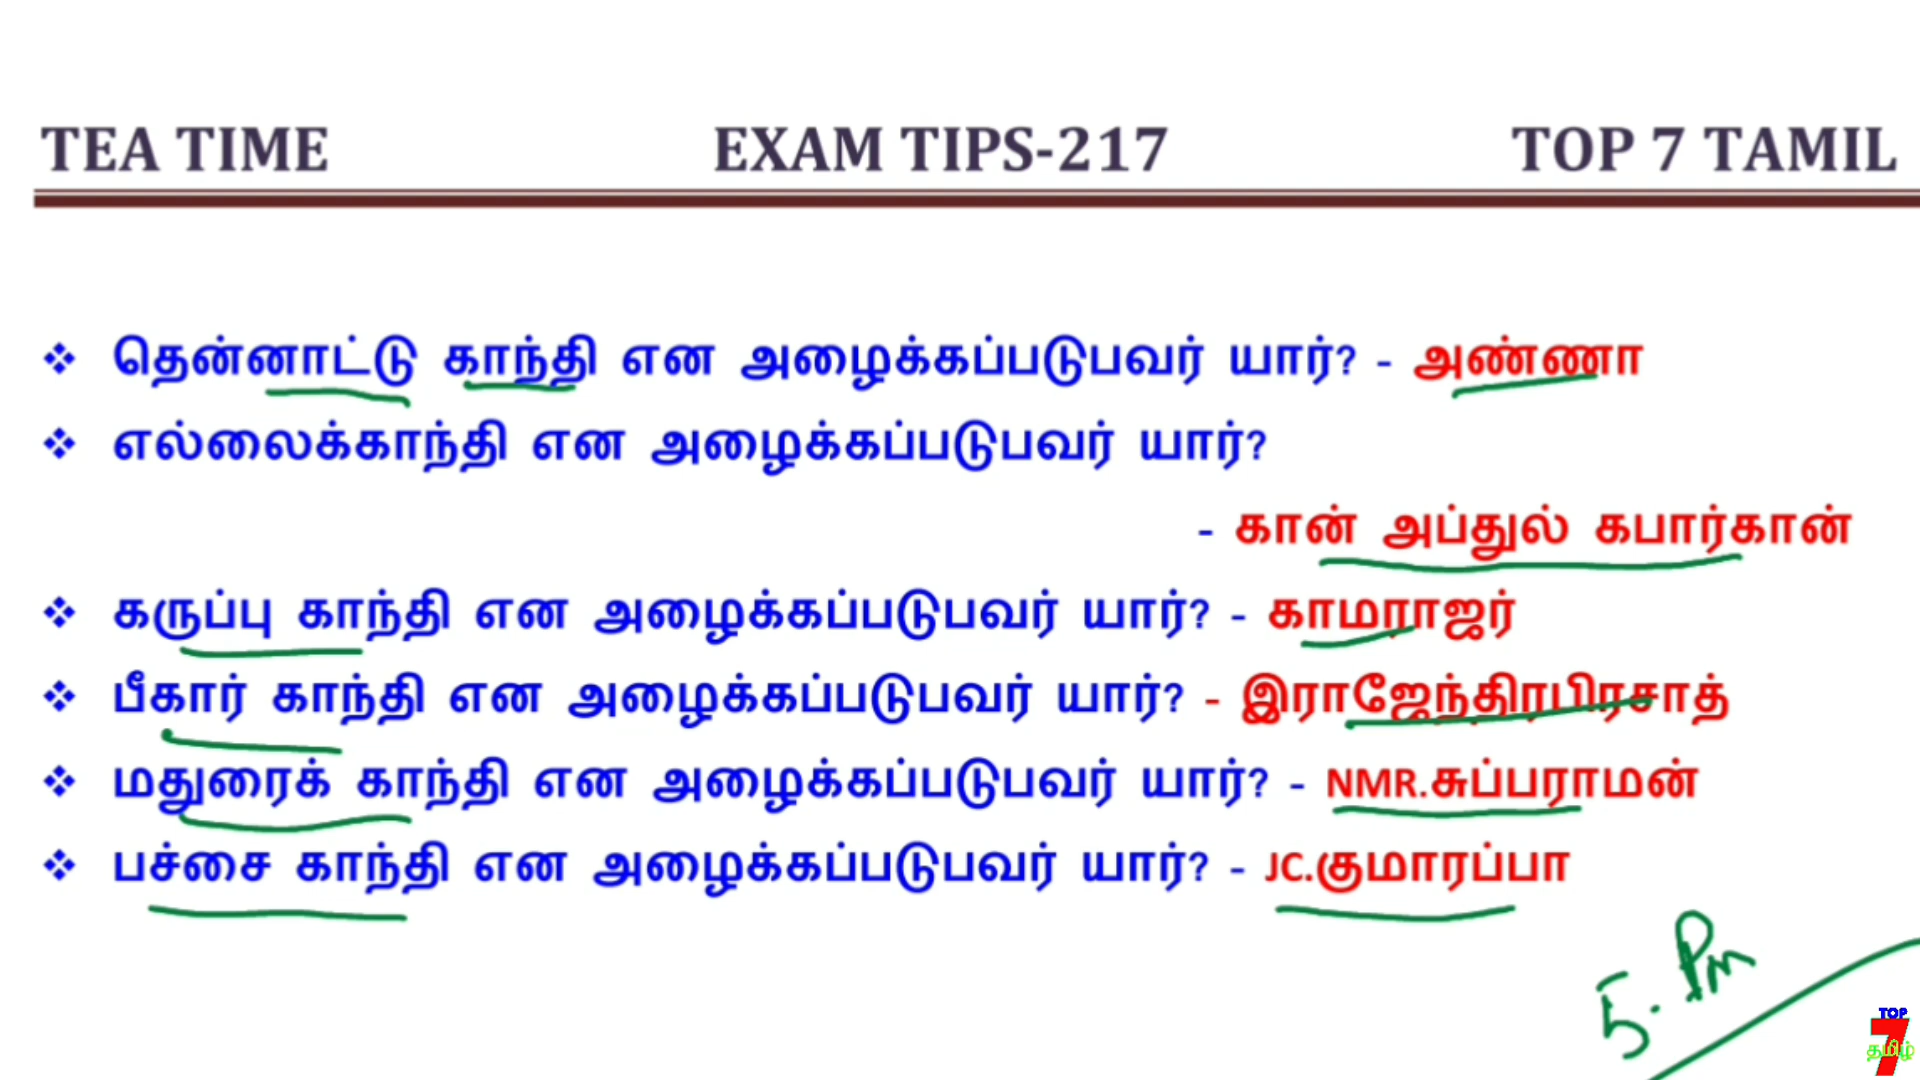 TEA TIME EXAM TIPS-217 TOP 7 TAMIL
❖ தென்னாட்டு காந்தி என அழைக்கப்படுபவர் யார்? - அண்ணா
❖ எல்லைக்காந்தி என அழைக்கப்படுபவர் யார்?
- கான் அப்துல் கபார்கான்
❖ கருப்பு காந்தி என அழைக்கப்படுபவர் யார்? - காமராஜர்
❖ பீகார் காந்தி என அழைக்கப்படுபவர் யார்? - இராஜேந்திரபிரசாத்
❖ மதுரைக் காந்தி என அழைக்கப்படுபவர் யார்? - NMR.சுப்பராமன்
❖ பச்சை காந்தி என அழைக்கப்படுபவர் யார்? - JC.குமாரப்பா
5. Pm
TOP
7
தமிழ்